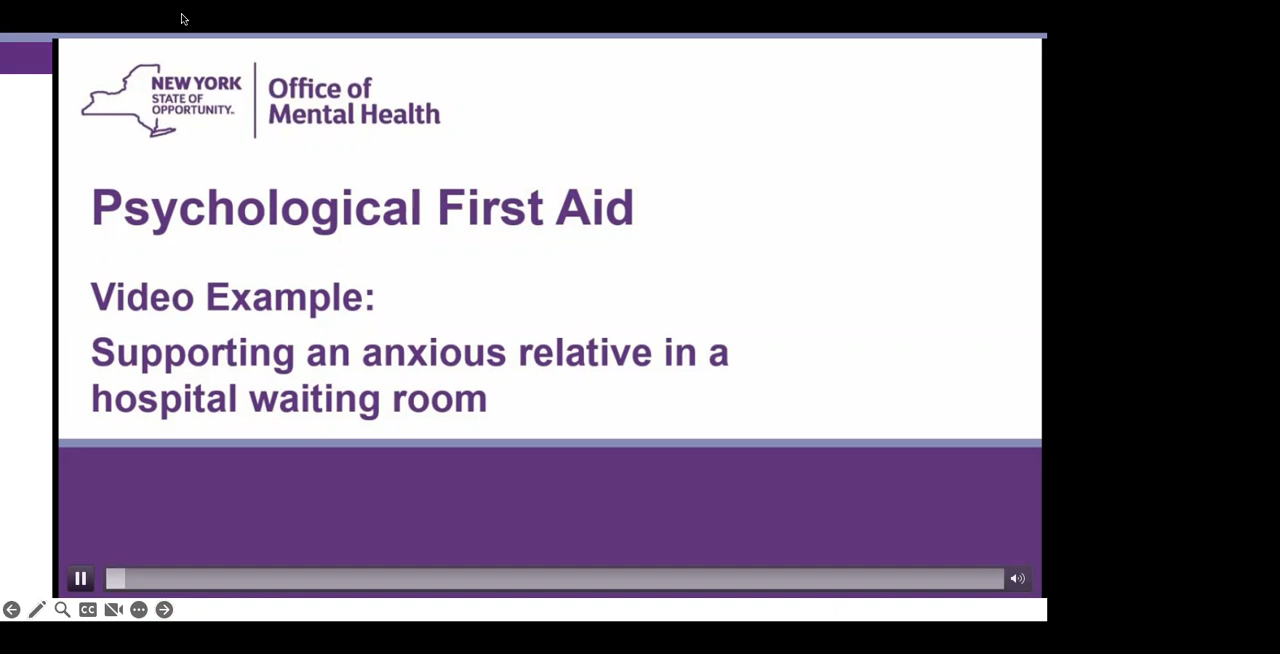 NEW YORK
STATE OF
OPPORTUNITY™
Office of
Mental Health
Psychological First Aid
Video Example:
Supporting an anxious relative in a
hospital waiting room
CC